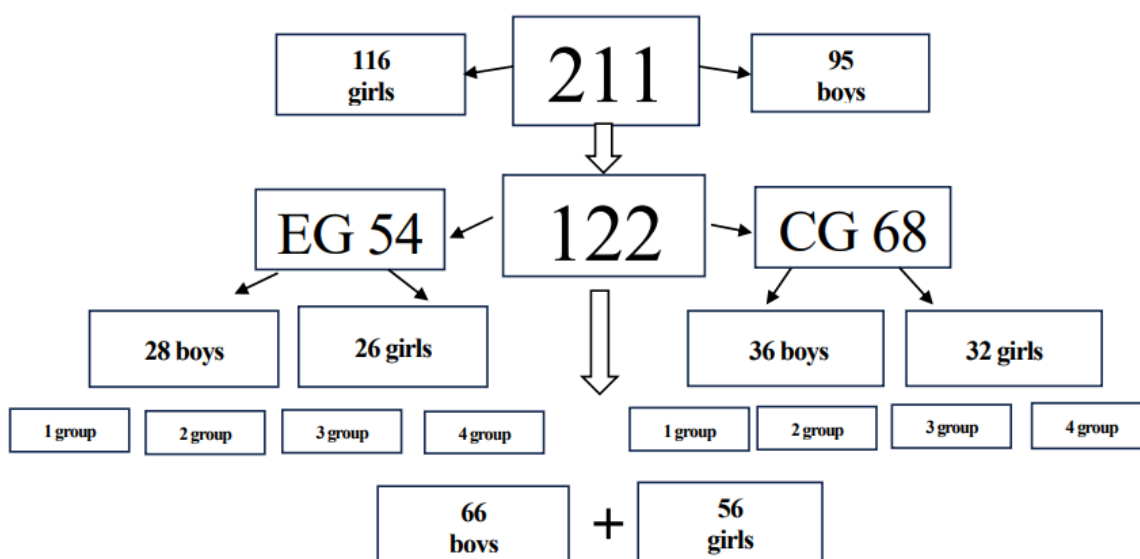 116
girls
211
95
boys
EG 54
122
CG 68
28 boys
26 girls
36 boys
32 girls
1 group
2 group
3 group
4 group
1 group
2 group
3 group
4 group
66
boys
+
56
girls